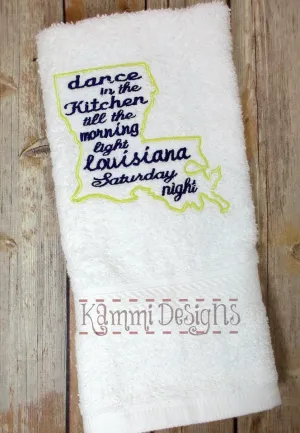 dance
in the
Kitchen
till the
morning
light
Louisiana
Saturday
night
Kammi Designs